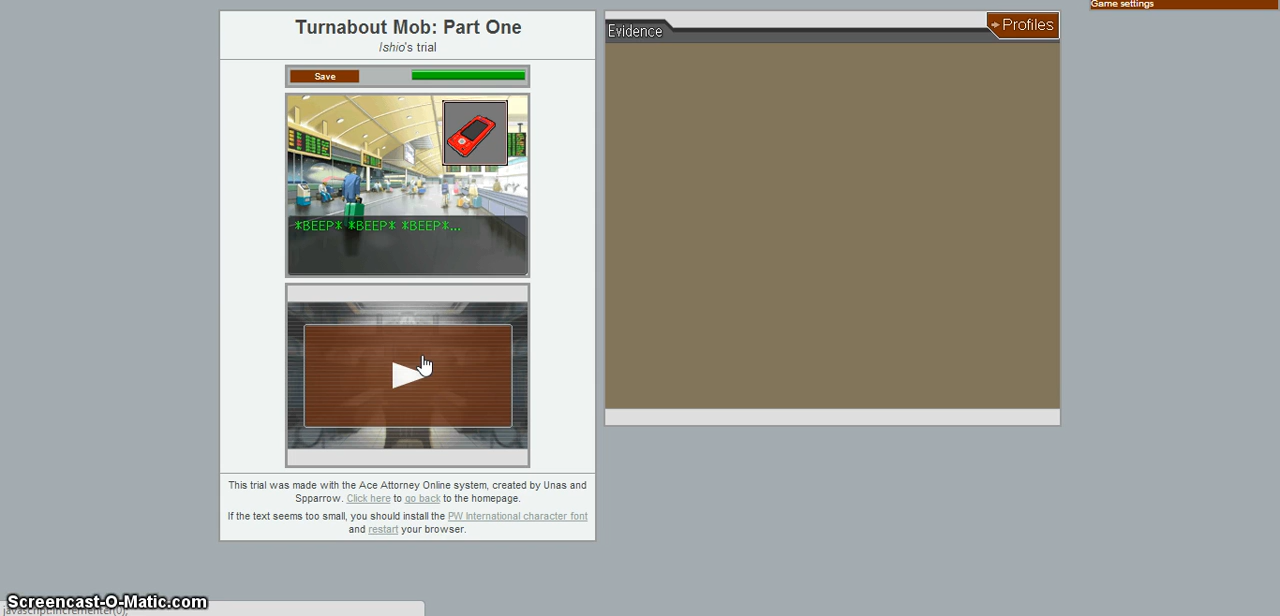 Game settings
Turnabout Mob: Part One
Ishio's trial
Evidence
Profiles
Save
*BEEP* *BEEP* *BEEP*...
This trial was made with the Ace Attorney Online system, created by Unas and
Spparrow. Click here to go back to the homepage.
If the text seems too small, you should install the PW International character font
and restart your browser.
Screencast-O-Matic.com